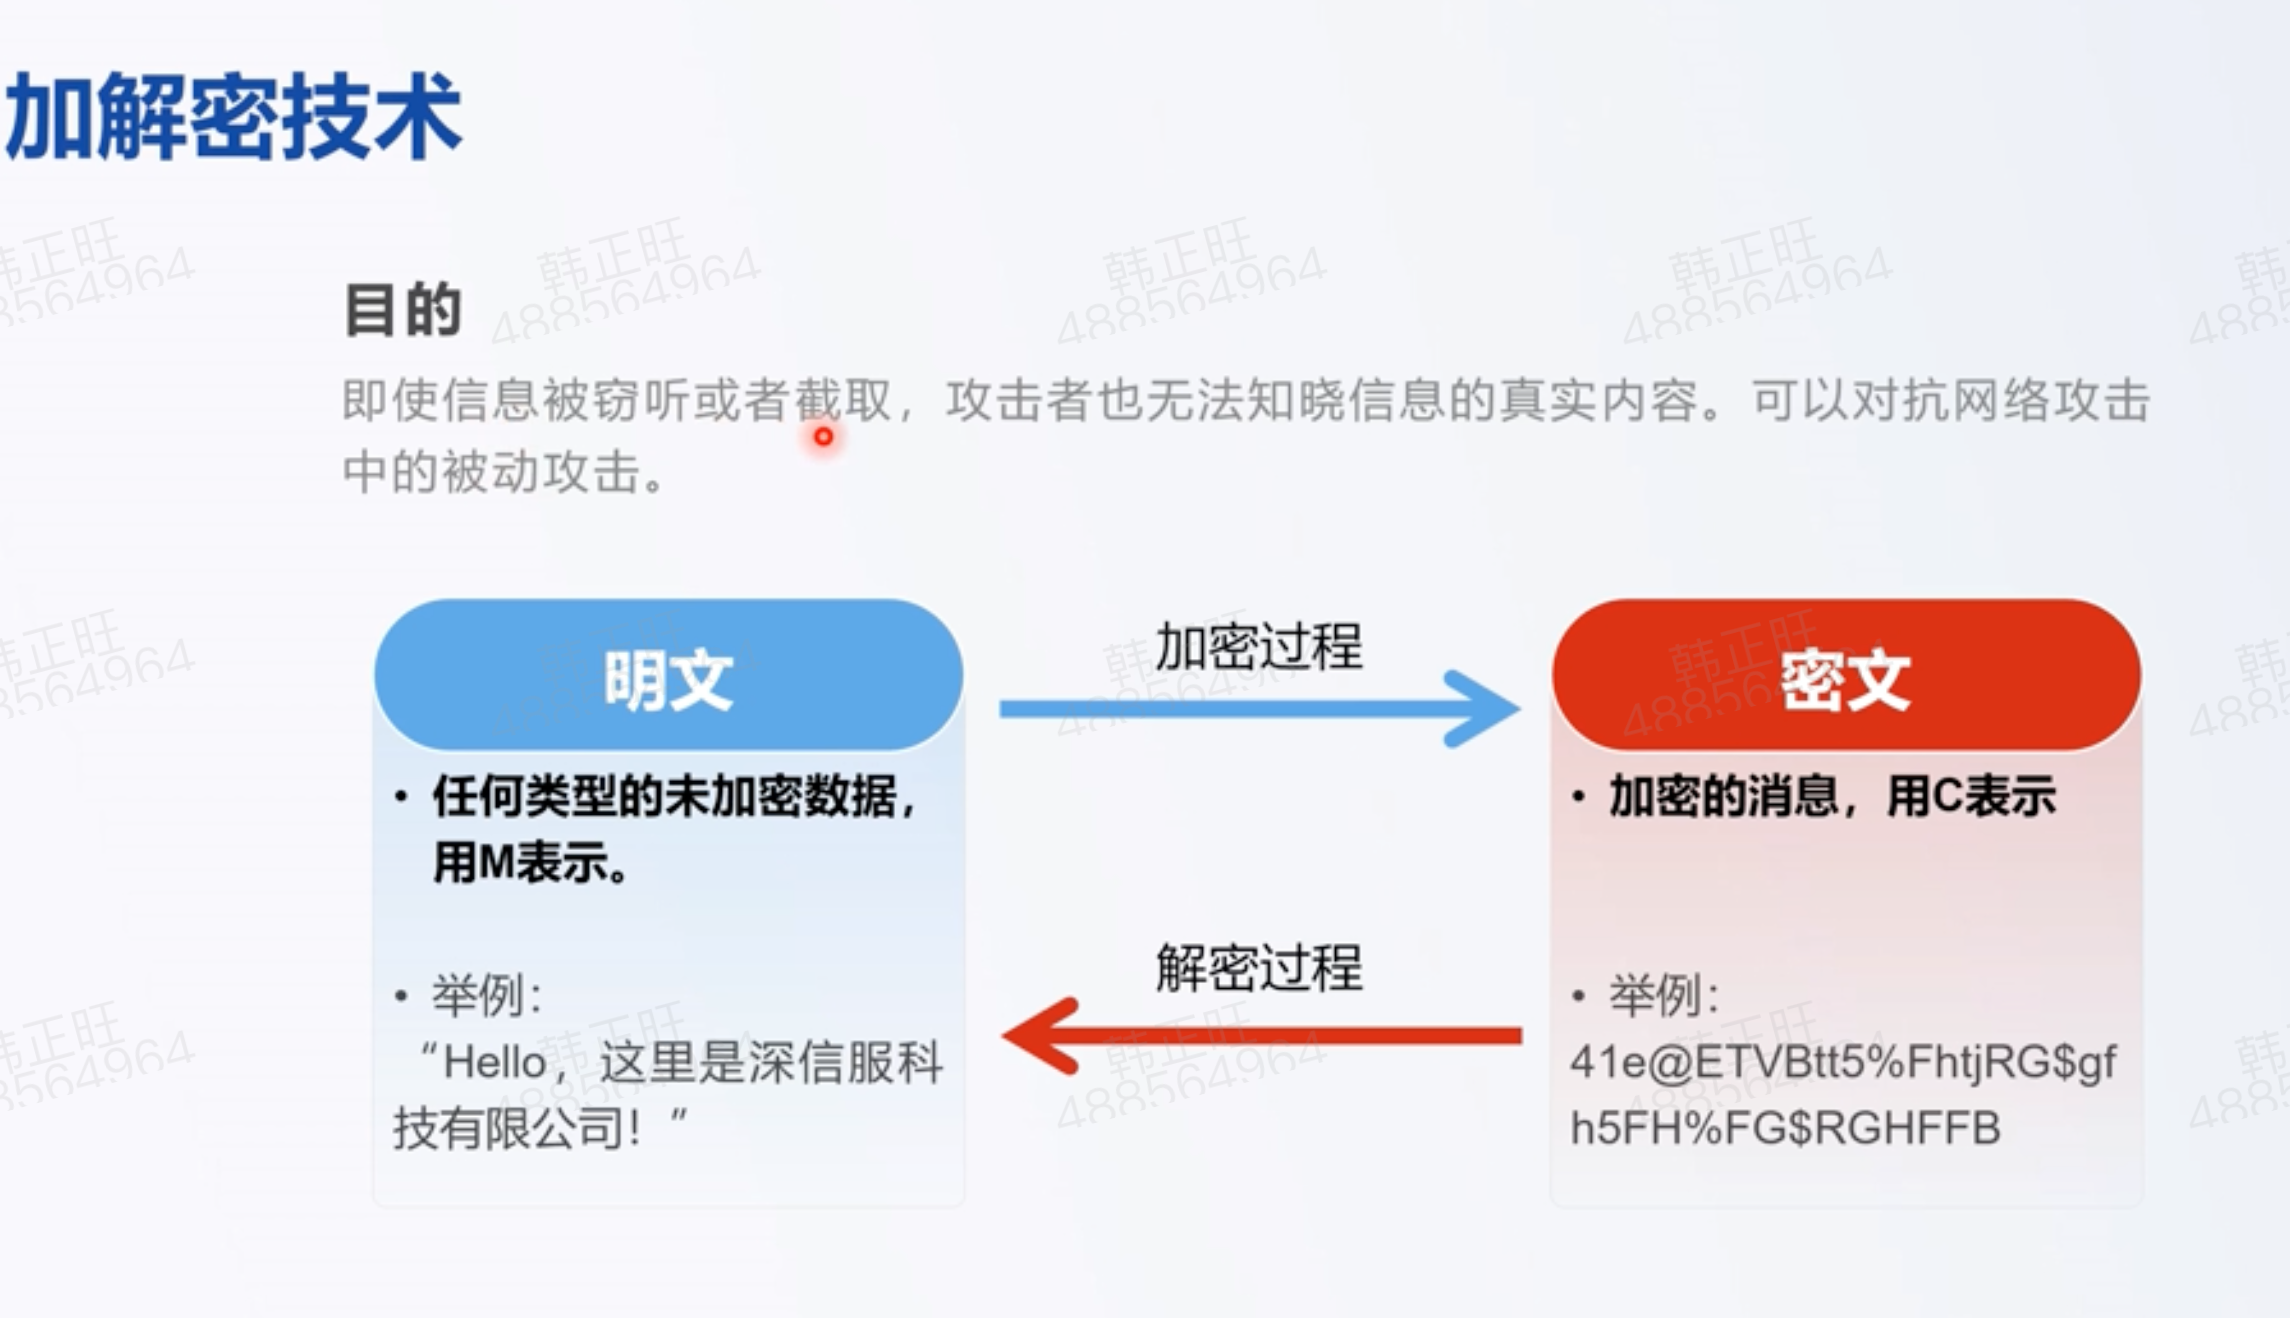 加解密技术
韩正旺
488564964
目的
即使信息被窃听或者截取，攻击者也无法知晓信息的真实内容。可以对抗网络攻击
中的被动攻击。
明文
加密过程
密文
• 任何类型的未加密数据，
用M表示。
• 举例：
“Hello，这里是深信服科
技有限公司！”
解密过程
• 加密的消息，用C表示
• 举例：
41e@ETVBtt5%FhtjRG$gf
h5FH%FG$RGHFFB